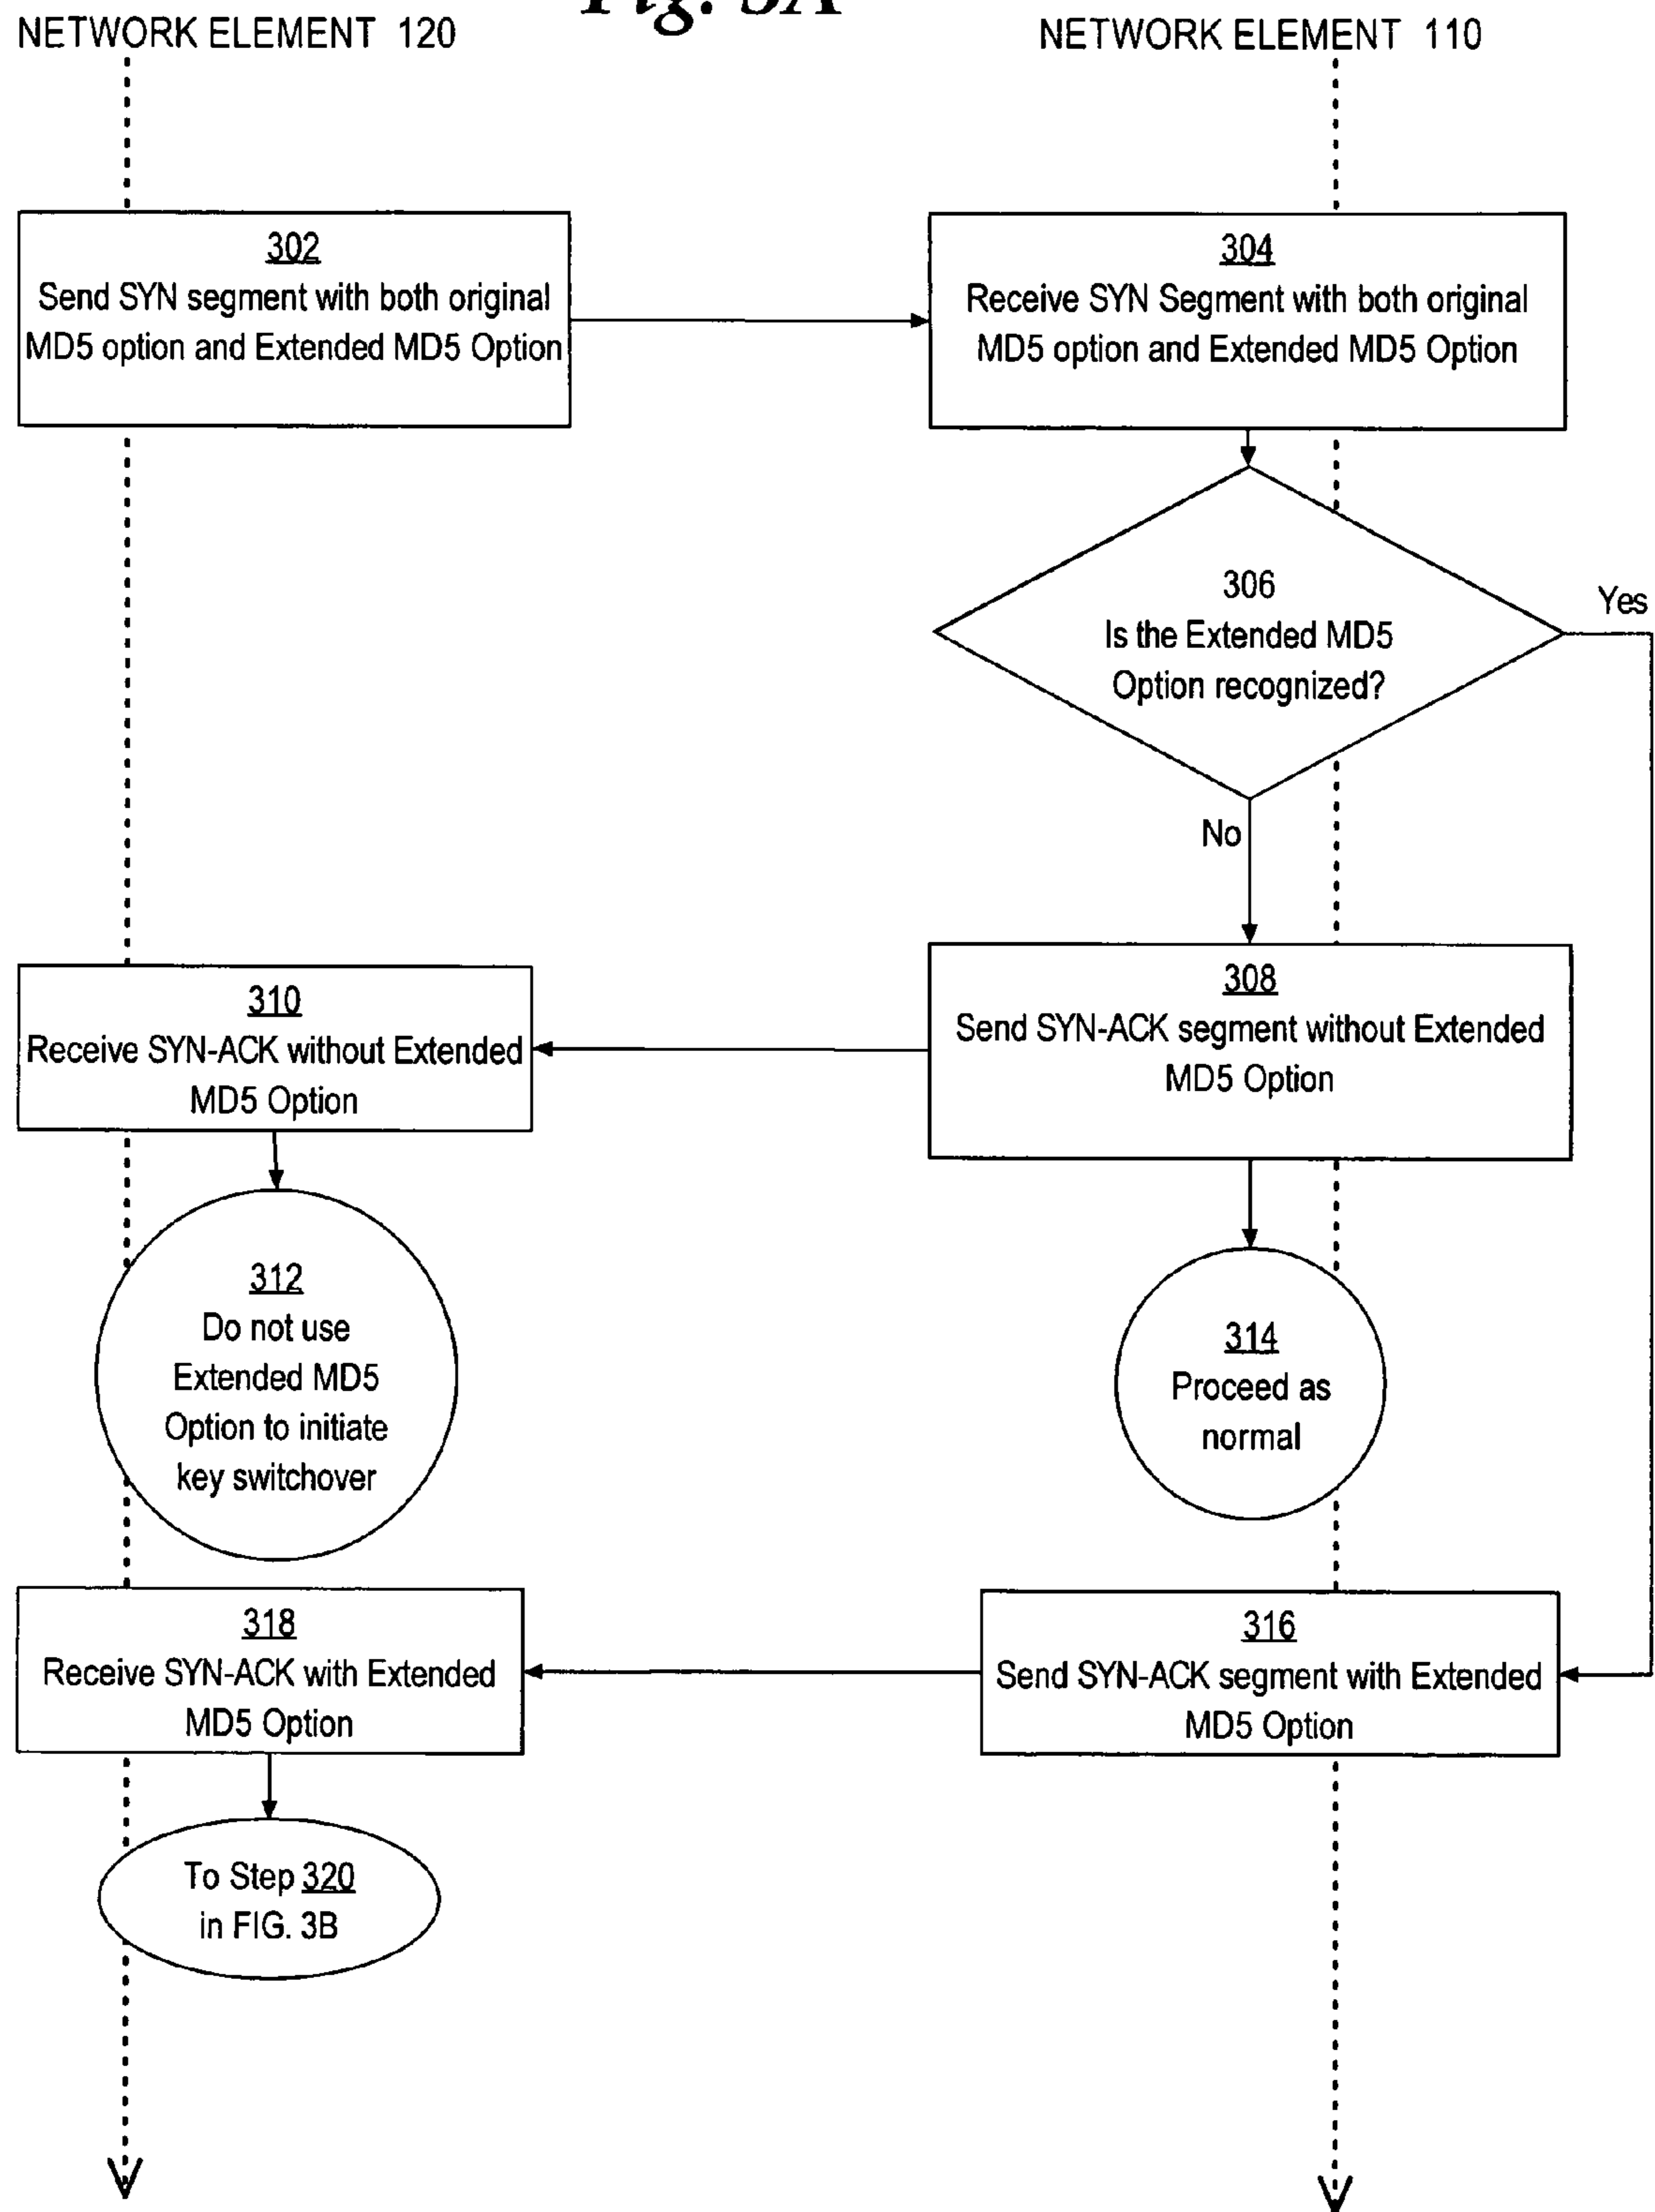 Fig. 3A
NETWORK ELEMENT 120
NETWORK ELEMENT 110
302
Send SYN segment with both original
MD5 option and Extended MD5 Option
304
Receive SYN Segment with both original
MD5 option and Extended MD5 Option
306
Is the Extended MD5
Option recognized?
Yes
No
308
Send SYN-ACK segment without Extended
MD5 Option
310
Receive SYN-ACK without Extended
MD5 Option
312
Do not use
Extended MD5
Option to initiate
key switchover
314
Proceed as
normal
316
Send SYN-ACK segment with Extended
MD5 Option
318
Receive SYN-ACK with Extended
MD5 Option
To Step 320
in FIG. 3B